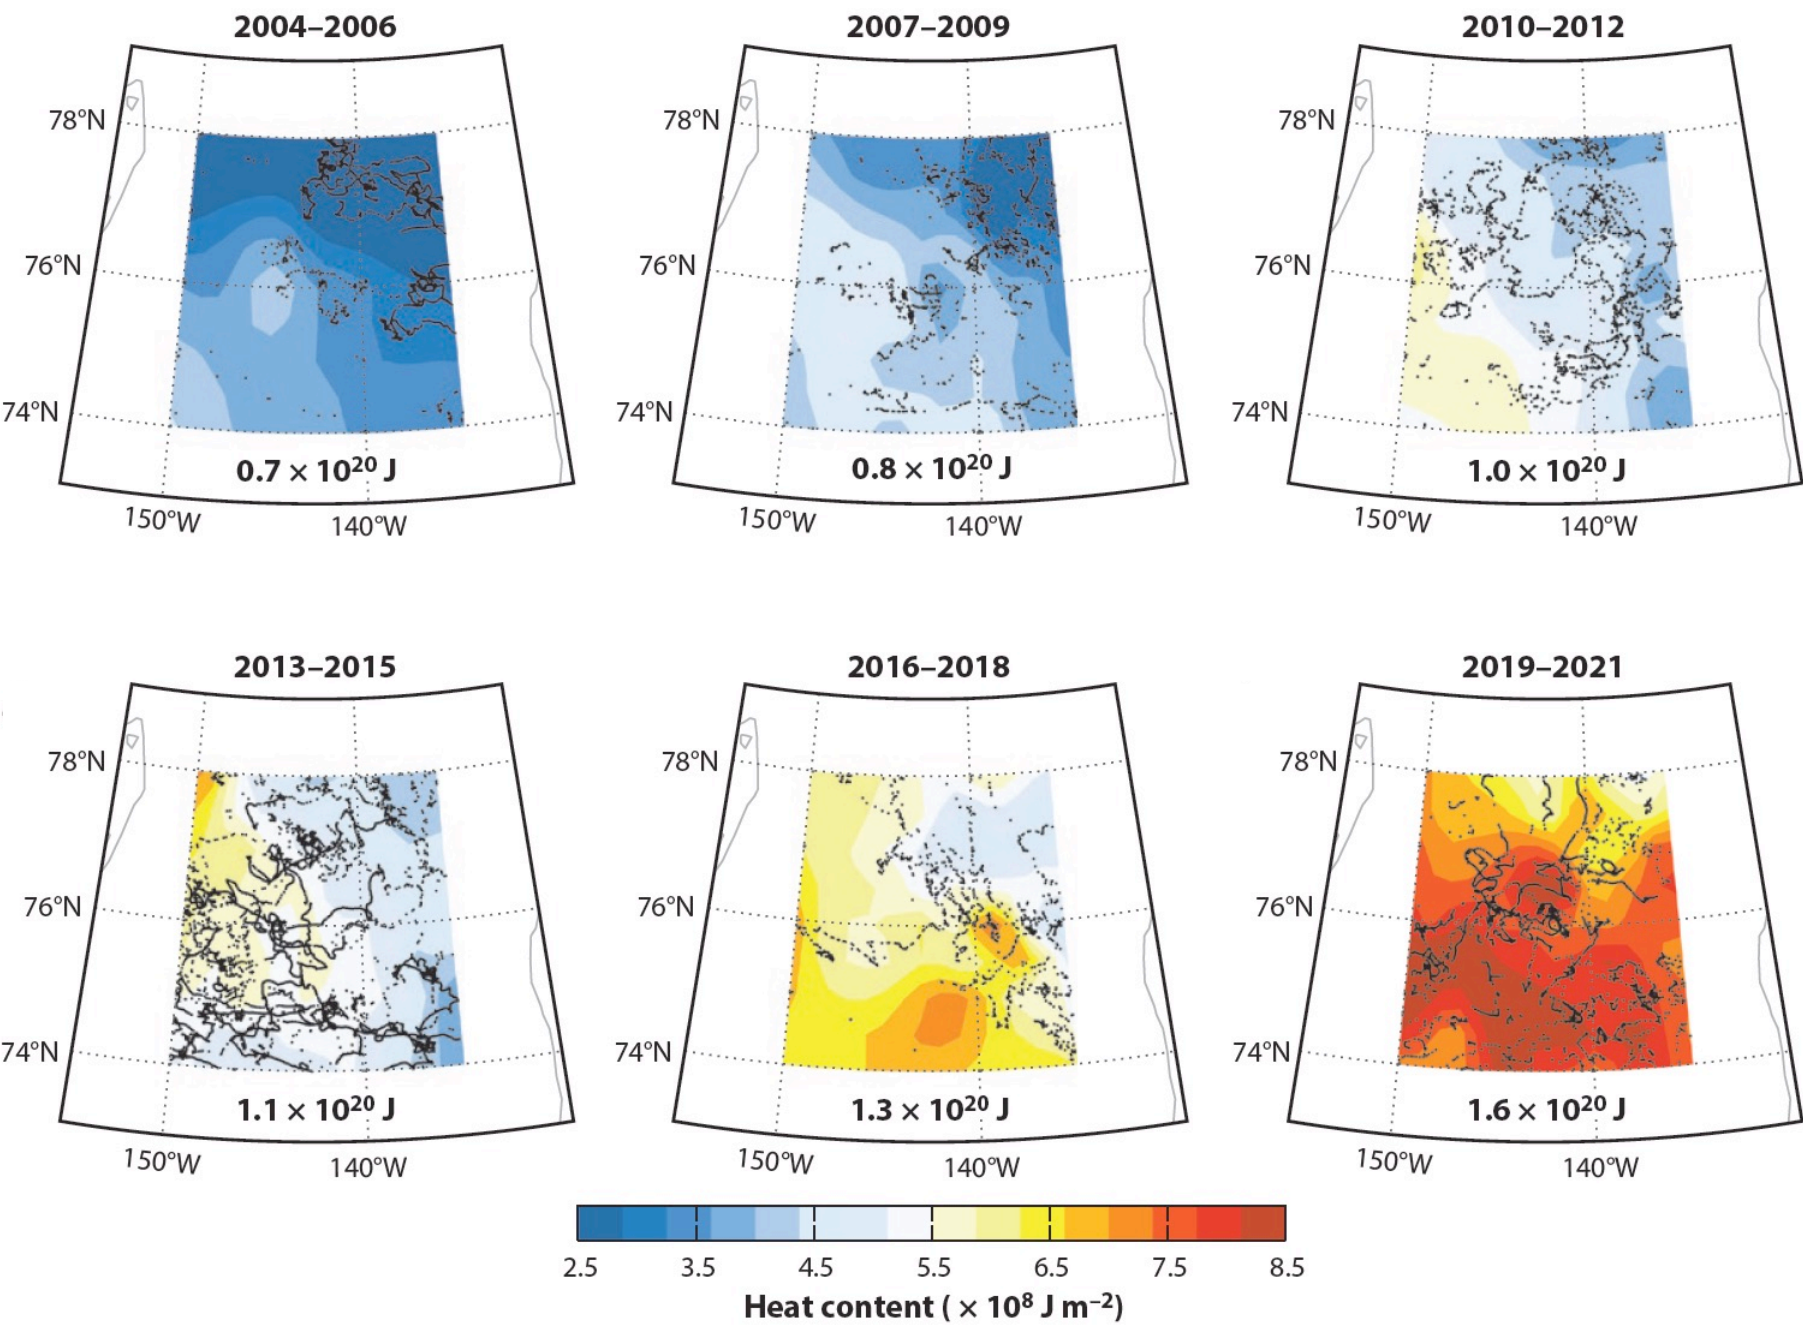 2004–2006 2007–2009 2010–2012
78°N 78°N 78°N
76°N 76°N 76°N
74°N 74°N 74°N
0.7 × 10²⁰ J 0.8 × 10²⁰ J 1.0 × 10²⁰ J
150°W 140°W 150°W 140°W 150°W 140°W
2013–2015 2016–2018 2019–2021
78°N 78°N 78°N
76°N 76°N 76°N
74°N 74°N 74°N
1.1 × 10²⁰ J 1.3 × 10²⁰ J 1.6 × 10²⁰ J
150°W 140°W 150°W 140°W 150°W 140°W
2.5 3.5 4.5 5.5 6.5 7.5 8.5
Heat content ( × 10⁸ J m⁻²)